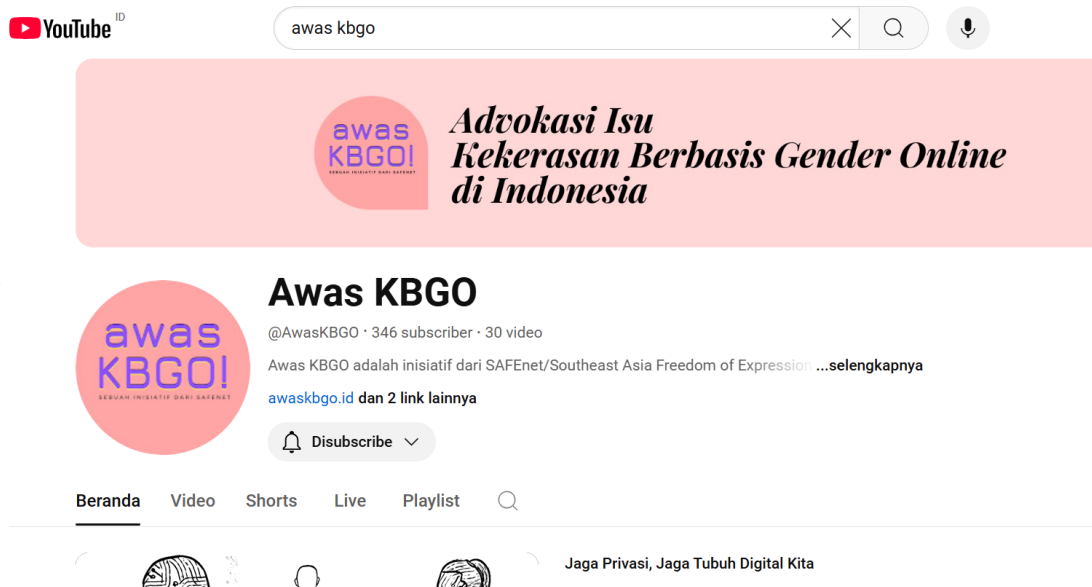 YouTube ID
awas kbgo
awas
KBGO!
SEBUAH INISIATIF DARI SAFENET
Advokasi Isu
Kekerasan Berbasis Gender Online
di Indonesia
awas
KBGO!
SEBUAH INISIATIF DARI SAFENET
Awas KBGO
@AwasKBGO · 346 subscriber · 30 video
Awas KBGO adalah inisiatif dari SAFEnet/Southeast Asia Freedom of Expression ...selengkapnya
awaskbgo.id dan 2 link lainnya
Disubscribe
Beranda Video Shorts Live Playlist
Jaga Privasi, Jaga Tubuh Digital Kita